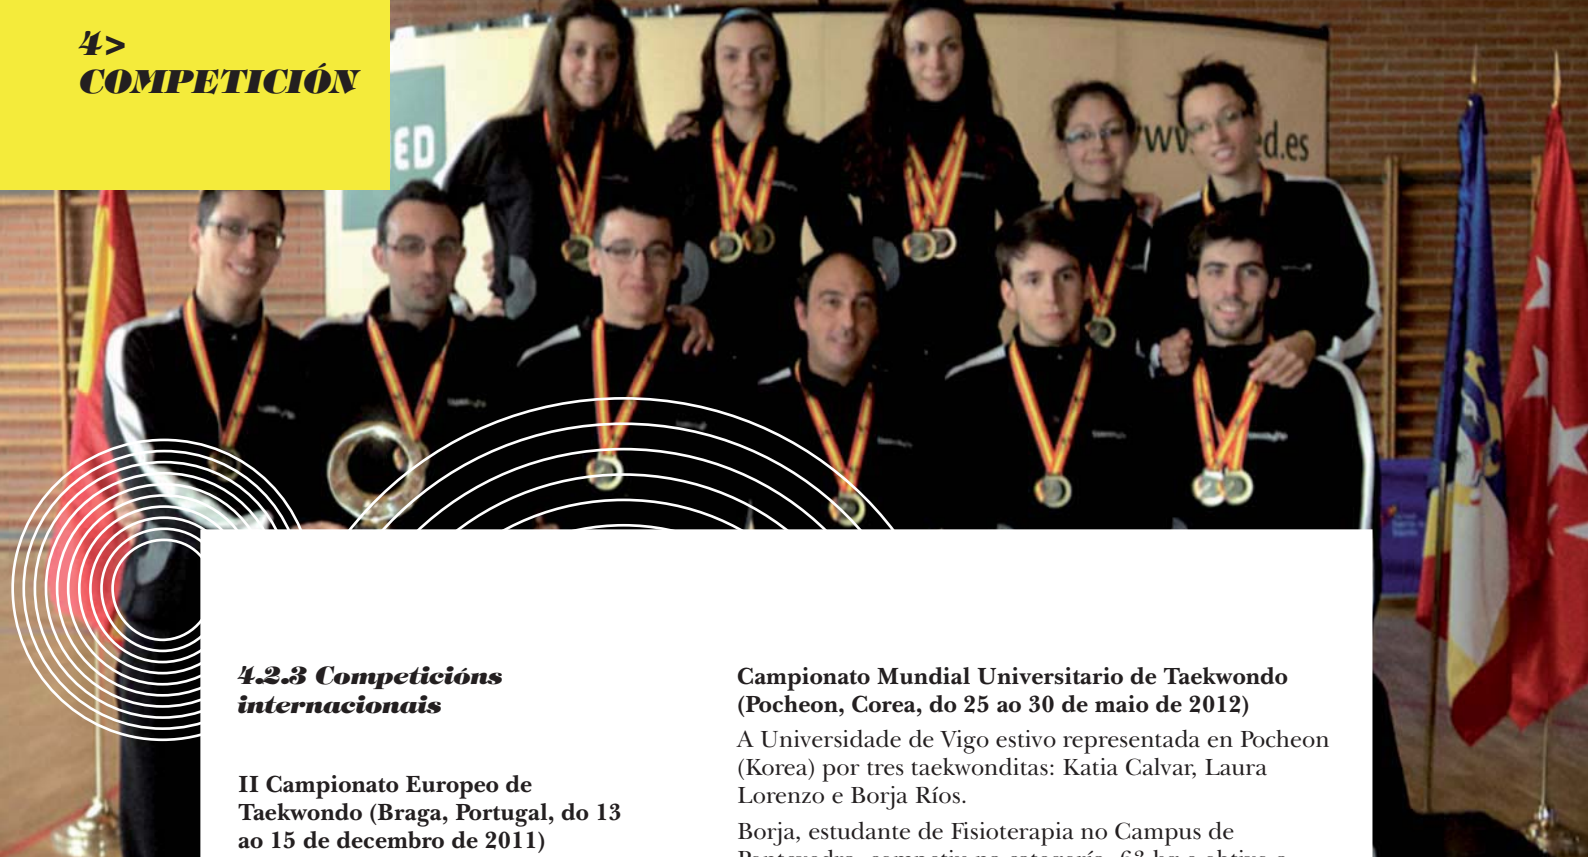 4>
COMPETICIÓN
ED
4.2.3 Competicións
internacionais
II Campionato Europeo de
Taekwondo (Braga, Portugal, do 13
ao 15 de decembro de 2011)
Campionato Mundial Universitario de Taekwondo
(Pocheon, Corea, do 25 ao 30 de maio de 2012)
A Universidade de Vigo estivo representada en Pocheon
(Korea) por tres taekwonditas: Katia Calvar, Laura
Lorenzo e Borja Ríos.
Borja, estudante de Fisioterapia no Campus de